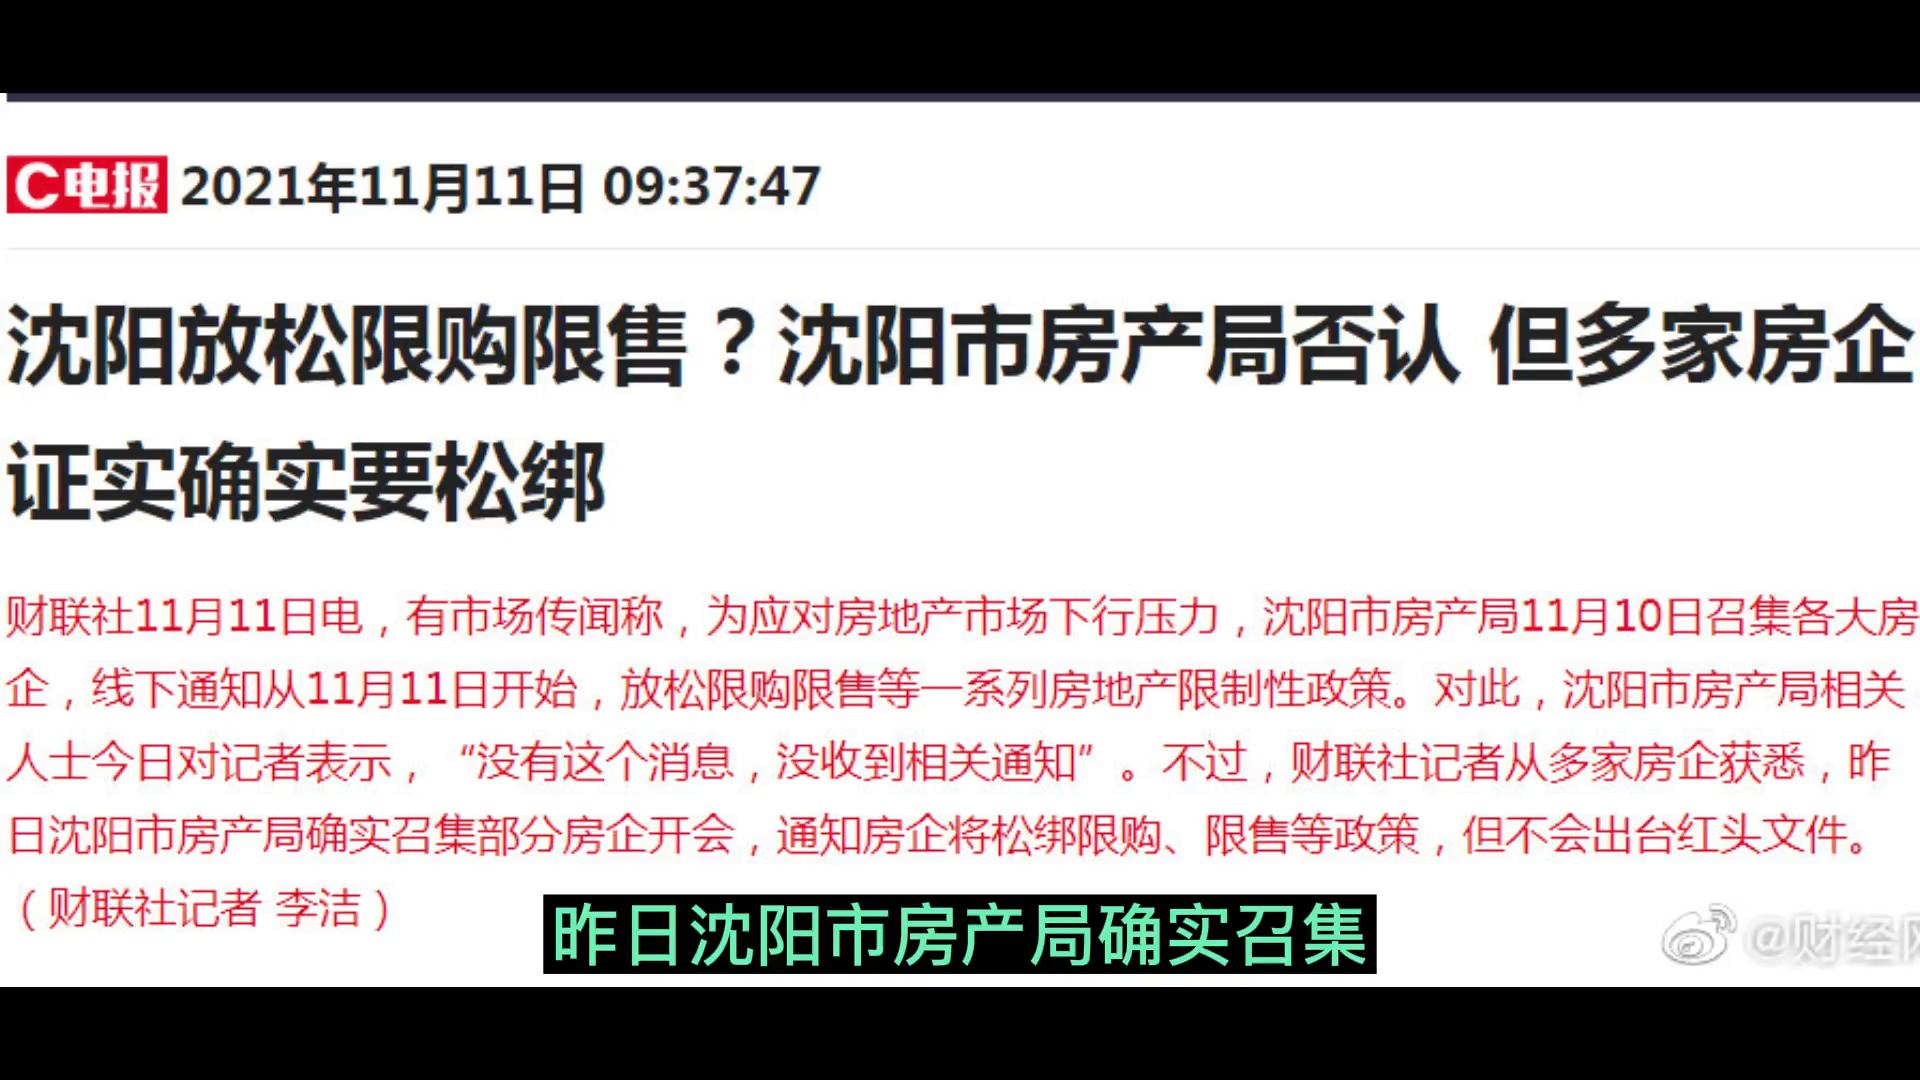 C电报 2021年11月11日 09:37:47
沈阳放松限购限售？沈阳市房产局否认 但多家房企
证实确实要松绑
财联社11月11日电，有市场传闻称，为应对房地产市场下行压力，沈阳市房产局11月10日召集各大房
企，线下通知从11月11日开始，放松限购限售等一系列房地产限制性政策。对此，沈阳市房产局相关
人士今日对记者表示，“没有这个消息，没收到相关通知”。不过，财联社记者从多家房企获悉，昨
日沈阳市房产局确实召集部分房企开会，通知房企将松绑限购、限售等政策，但不会出台红头文件。
（财联社记者 李洁）
昨日沈阳市房产局确实召集
@财经网